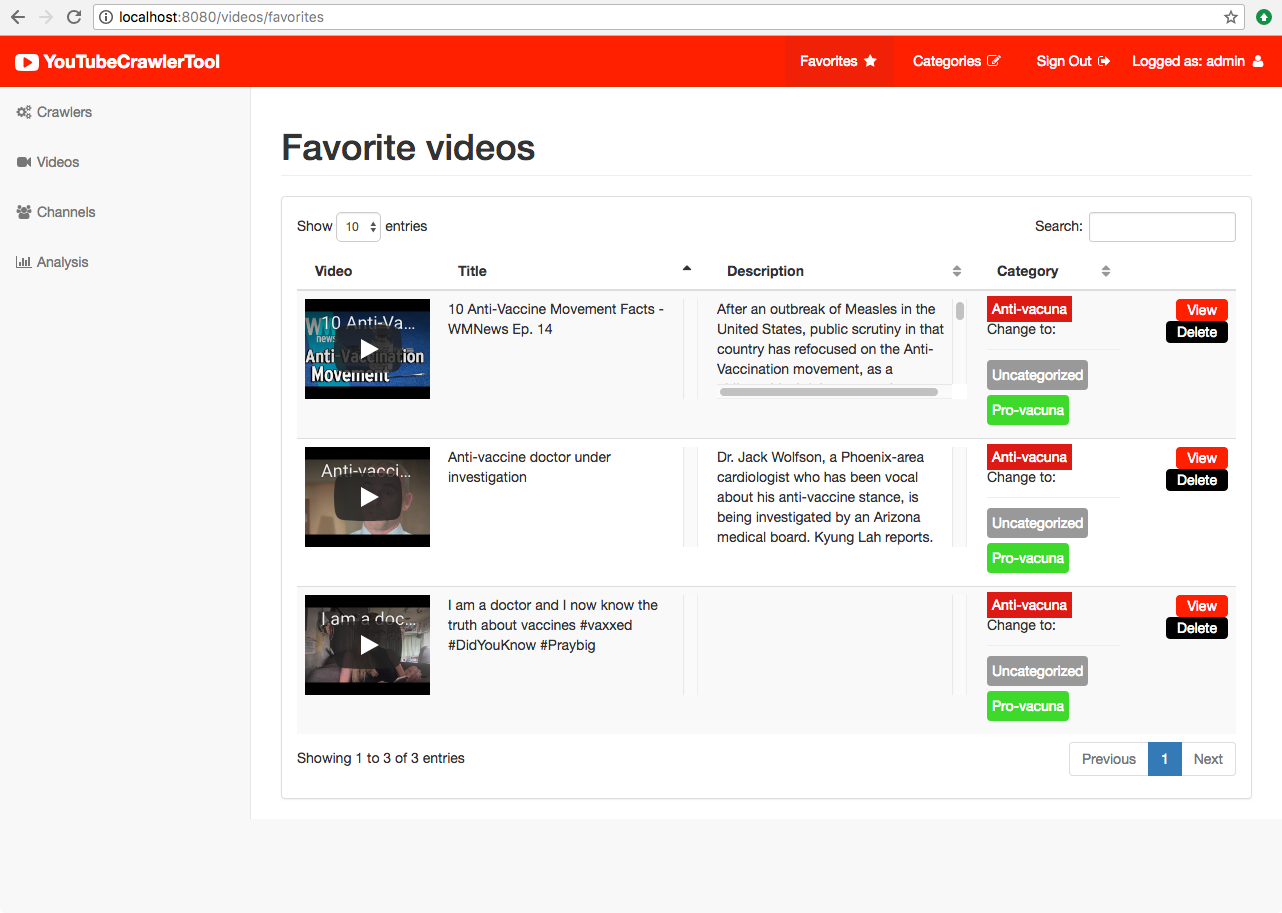 localhost:8080/videos/favorites
YouTubeCrawlerTool
Favorites
Categories
Sign Out
Logged as: admin
Crawlers
Videos
Channels
Analysis
Favorite videos
Show 10 entries
Search:
Video
Title
Description
Category
10 Anti-Va...
news
Anti-Vaccination
Movement
10 Anti-Vaccine Movement Facts -
WMNews Ep. 14
After an outbreak of Measles in the
United States, public scrutiny in that
country has refocused on the Anti-
Vaccination movement, as a
Anti-vacuna
Change to:
Uncategorized
Pro-vacuna
View
Delete
Anti-vacci...
Anti-vaccine doctor under
investigation
Dr. Jack Wolfson, a Phoenix-area
cardiologist who has been vocal
about his anti-vaccine stance, is
being investigated by an Arizona
medical board. Kyung Lah reports.
Anti-vacuna
Change to:
Uncategorized
Pro-vacuna
View
Delete
I am a doc...
I am a doctor and I now know the
truth about vaccines #vaxxed
#DidYouKnow #Praybig
Anti-vacuna
Change to:
Uncategorized
Pro-vacuna
View
Delete
Showing 1 to 3 of 3 entries
Previous
1
Next